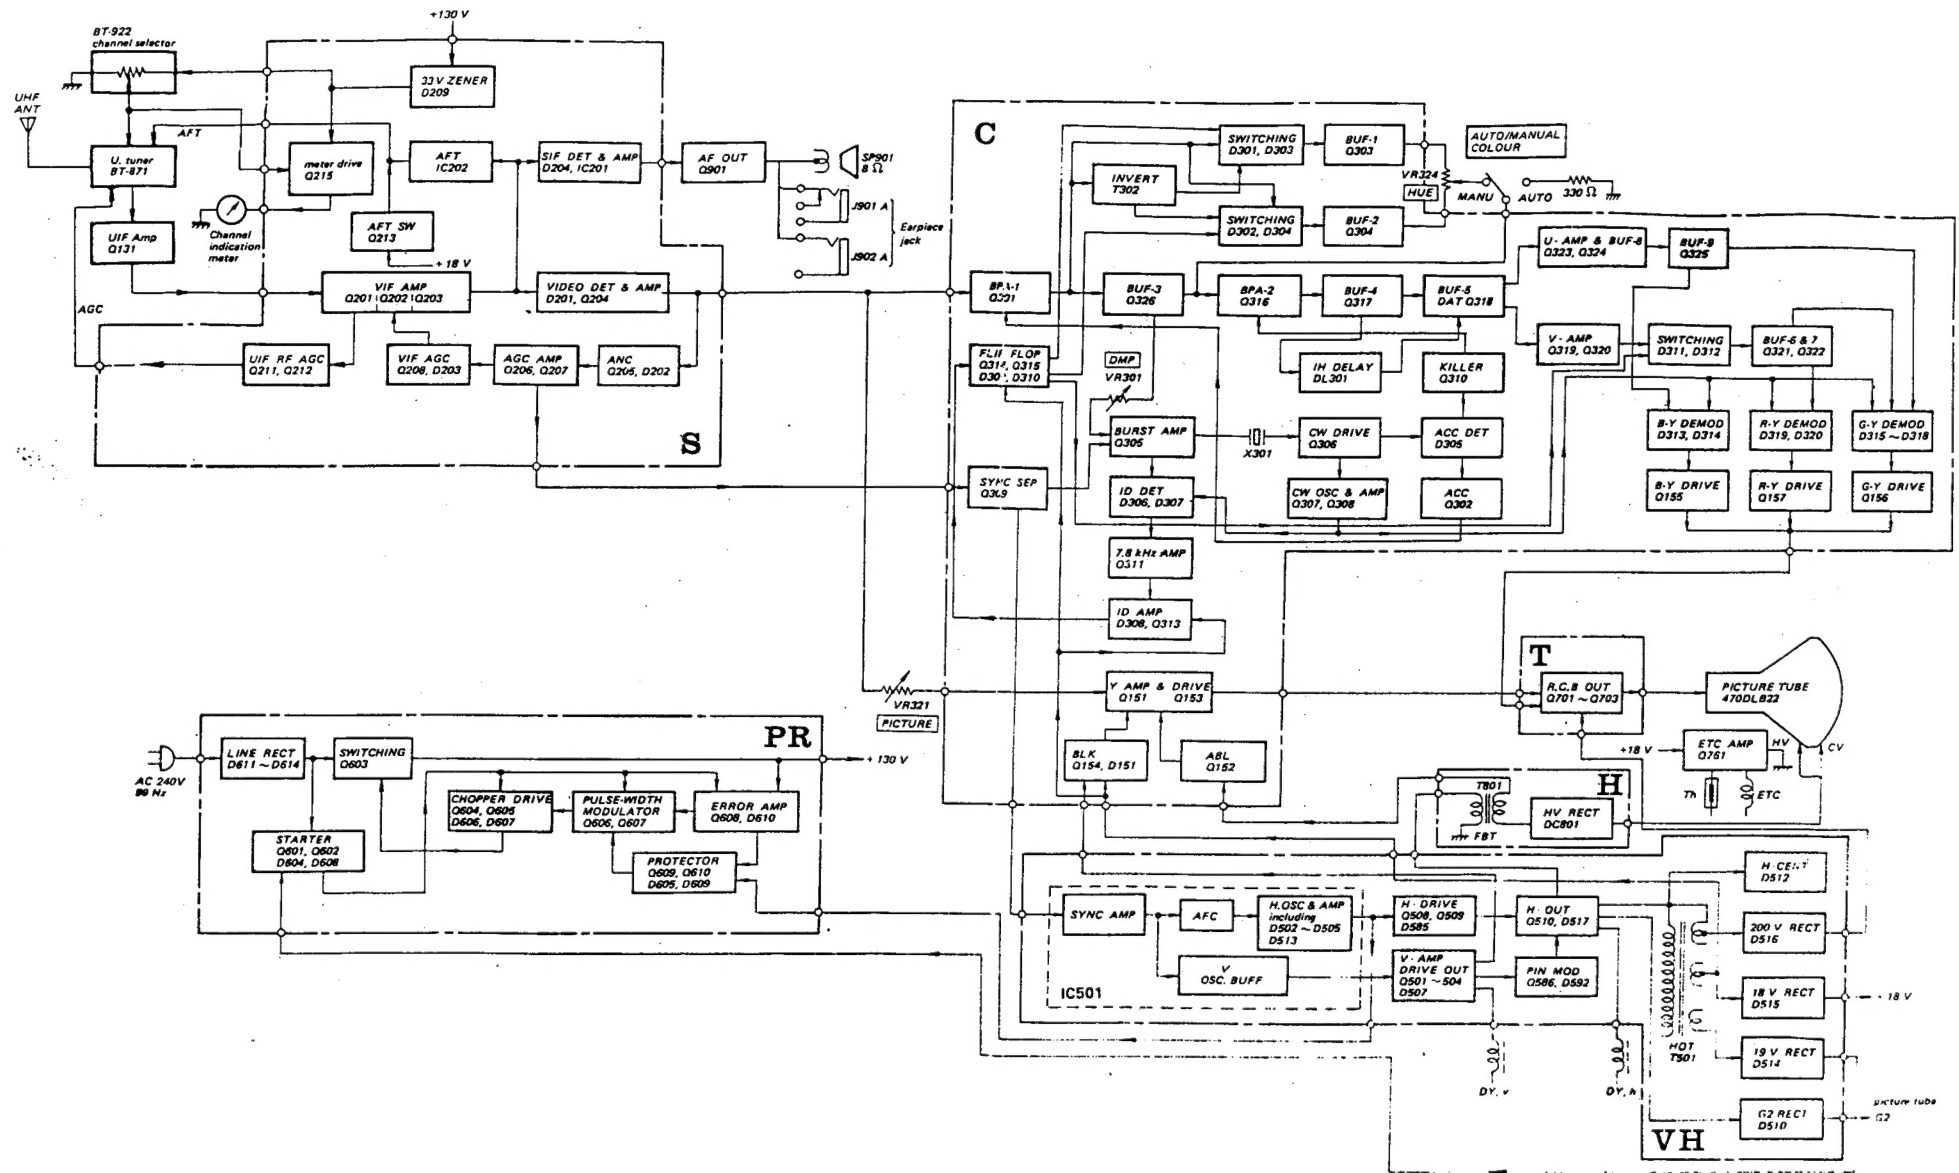 +130 V
BT-922
channel selector
33V ZENER
D209
UHF
ANT
AFT
U. tuner
BT-871
meter drive
Q215
AFT
IC202
SIF DET & AMP
D204, IC201
AF OUT
Q901
SP901
8 Ω
J901 A
J902 A
Earpiece
jack
UIF Amp
Q131
Channel
indication
meter
AFT SW
Q213
+18 V
VIF AMP
Q201 Q202 Q203
VIDEO DET & AMP
D201, Q204
AGC
UIF RF AGC
Q211, Q212
VIF AGC
Q208, D203
AGC AMP
Q206, Q207
ANC
Q205, D202
S
C
SWITCHING
D301, D303
BUF-1
Q303
AUTO/MANUAL
COLOUR
INVERT
T302
VR324
HUE
MANU
AUTO
330 Ω
SWITCHING
D302, D304
BUF-2
Q304
U-AMP & BUF-8
Q323, Q324
BUF-9
Q325
BPA-1
Q301
BUF-3
Q326
BPA-2
Q316
BUF-4
Q317
BUF-5
DAT Q318
V-AMP
Q319, Q320
SWITCHING
D311, D312
BUF-6 & 7
Q321, Q322
FLIP FLOP
Q314, Q315
D310
DMP
VR301
IH DELAY
DL301
KILLER
Q310
BURST AMP
Q305
X301
CW DRIVE
Q306
ACC DET
D305
B-Y DEMOD
D313, D314
R-Y DEMOD
D319, D320
G-Y DEMOD
D315 ~ D318
SYNC SEP
Q309
ID DET
D306, D307
CW OSC & AMP
Q307, Q308
ACC
Q302
B-Y DRIVE
Q155
R-Y DRIVE
Q157
G-Y DRIVE
Q156
7.8 kHz AMP
Q311
ID AMP
D308, Q313
T
Y AMP & DRIVE
Q151 Q153
R.G.B OUT
Q701 ~ Q703
PICTURE TUBE
470DLB22
VR321
PICTURE
PR
LINE RECT
D611 ~ D614
SWITCHING
Q603
+ 130 V
AC 240V
Hz
BLK
Q154, D151
ABL
Q152
+18 V
ETC AMP
Q761
HV
CV
Th
ETC
CHOPPER DRIVE
Q604, Q605
D606, D607
PULSE-WIDTH
MODULATOR
Q606, Q607
ERROR AMP
Q608, D610
T801
H
HV RECT
DC801
FBT
STARTER
Q601, Q602
D604, D608
PROTECTOR
Q609, Q610
D605, D609
H-CENT
D512
SYNC AMP
AFC
H.OSC & AMP
including
D502 ~ D505
D513
H-DRIVE
Q508, Q509
D585
H-OUT
Q510, D517
200 V RECT
D516
V
OSC. BUFF
V-AMP
DRIVE OUT
Q501 ~ 504
D507
PIN MOD
Q586, D592
IC501
18 V RECT
D515
18 V
HOT
T501
19 V RECT
D514
DY, v
DY, h
G2 RECT
D510
picture tube
G2
VH